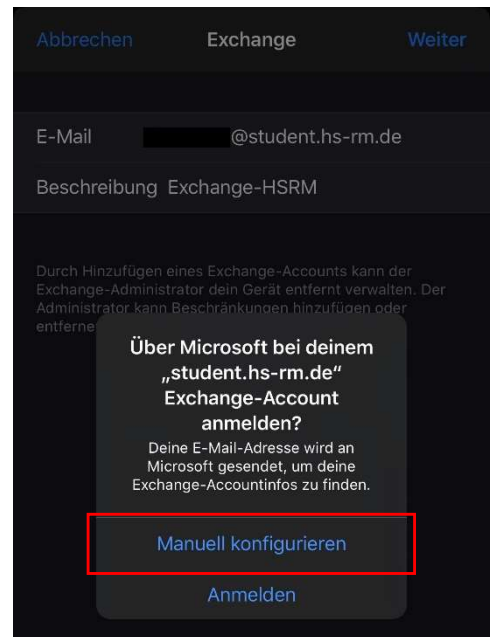 Abbrechen Exchange Weiter
E-Mail @student.hs-rm.de
Beschreibung Exchange-HSRM
Durch Hinzufügen eines Exchange-Accounts kann der
Exchange-Administrator dein Gerät entfernt verwalten. Der
Administrator kann Beschränkungen hinzufügen oder
entferne
Über Microsoft bei deinem
„student.hs-rm.de“
Exchange-Account
anmelden?
Deine E-Mail-Adresse wird an
Microsoft gesendet, um deine
Exchange-Accountinfos zu finden.
Manuell konfigurieren
Anmelden